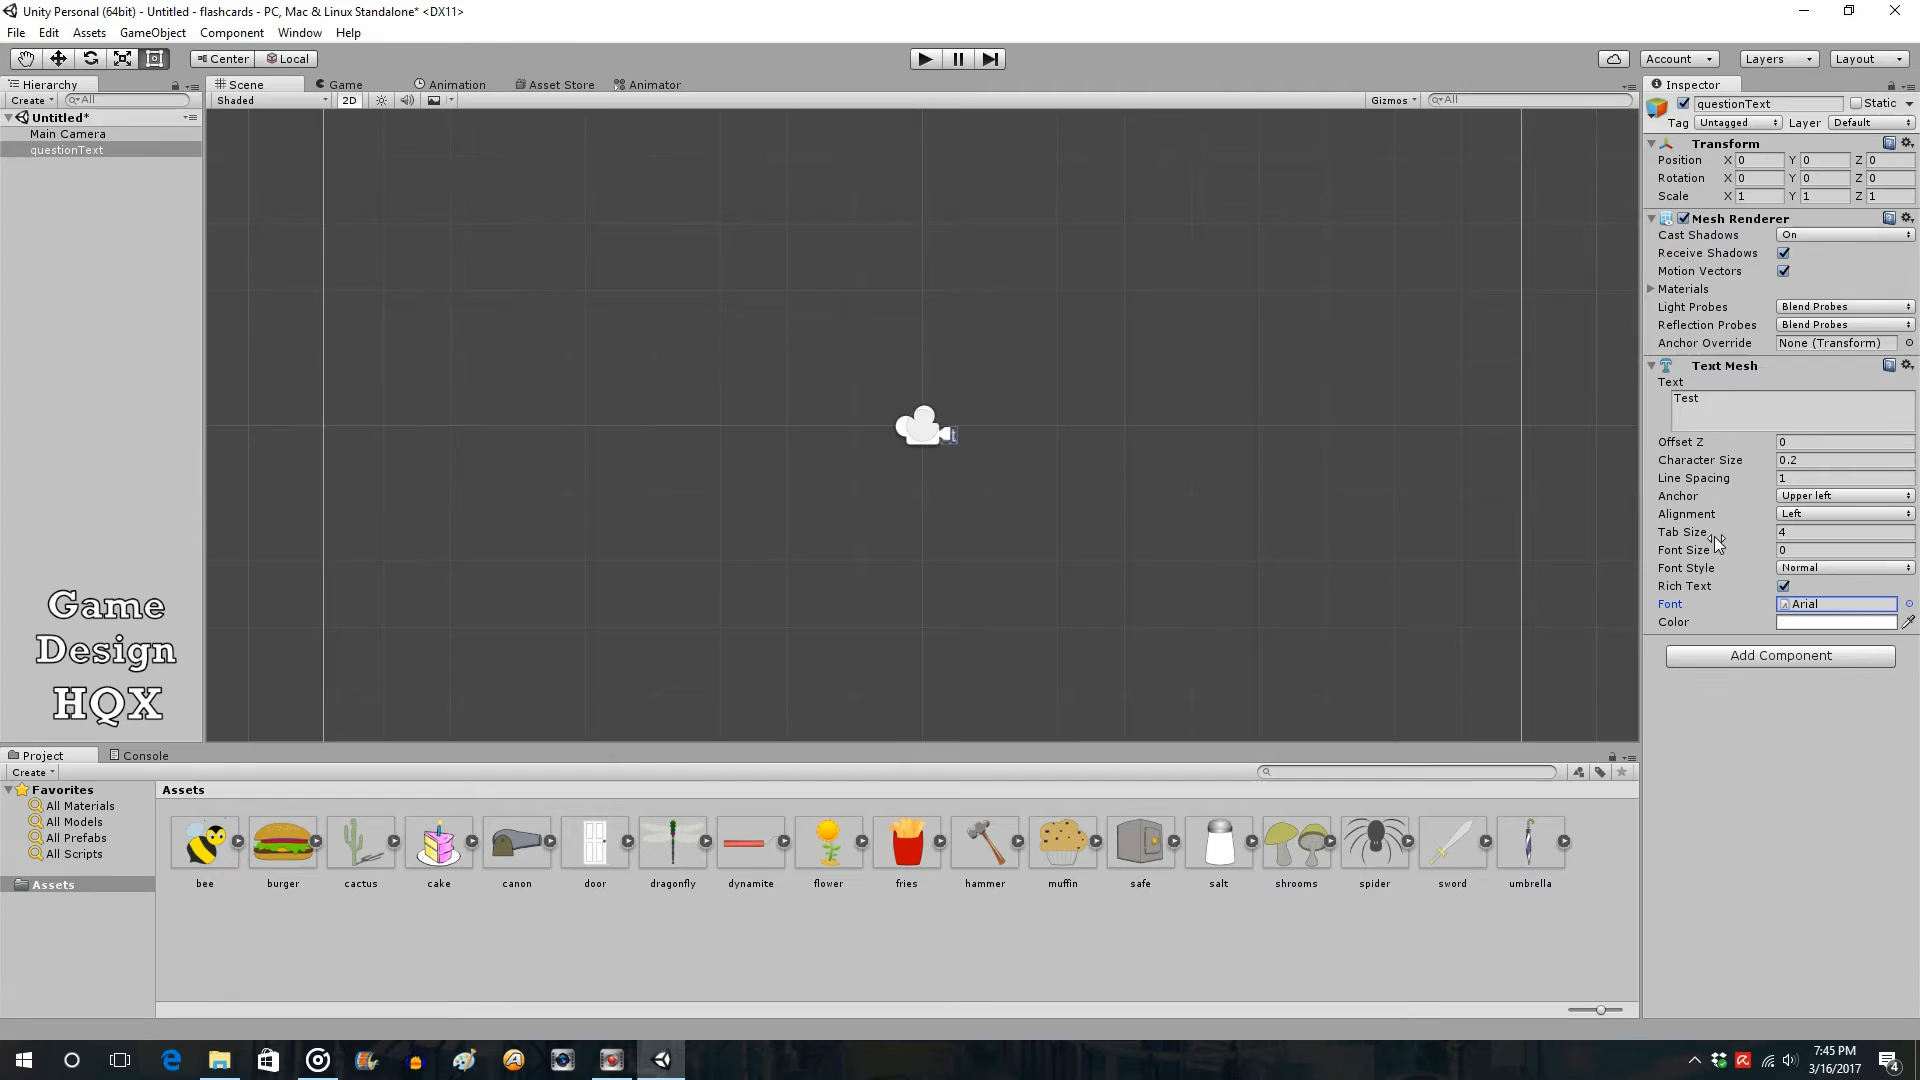 Unity Personal (64bit) - Untitled - flashcards - PC, Mac & Linux Standalone* <DX11>
File Edit Assets GameObject Component Window Help
Center Local Account Layers Layout
Hierarchy Scene Game Animation Asset Store Animator Inspector
Create All Shaded 2D Gizmos All questionText Static
Untitled* Tag Untagged Layer Default
Main Camera
questionText
Transform
Position X 0 Y 0 Z 0
Rotation X 0 Y 0 Z 0
Scale X 1 Y 1 Z 1
Mesh Renderer
Cast Shadows On
Receive Shadows
Motion Vectors
Materials
Light Probes Blend Probes
Reflection Probes Blend Probes
Anchor Override None (Transform)
Text Mesh
Text
Test
Offset Z 0
Character Size 0.2
Line Spacing 1
Anchor Upper left
Alignment Left
Tab Size 4
Font Size 0
Font Style Normal
Rich Text
Font Arial
Color
Add Component
t
Game
Design
HQX
Project Console
Create
Favorites Assets
All Materials
All Models
All Prefabs
All Scripts
Assets
bee burger cactus cake canon door dragonfly dynamite flower fries hammer muffin safe salt shrooms spider sword umbrella
7:45 PM
3/16/2017
4